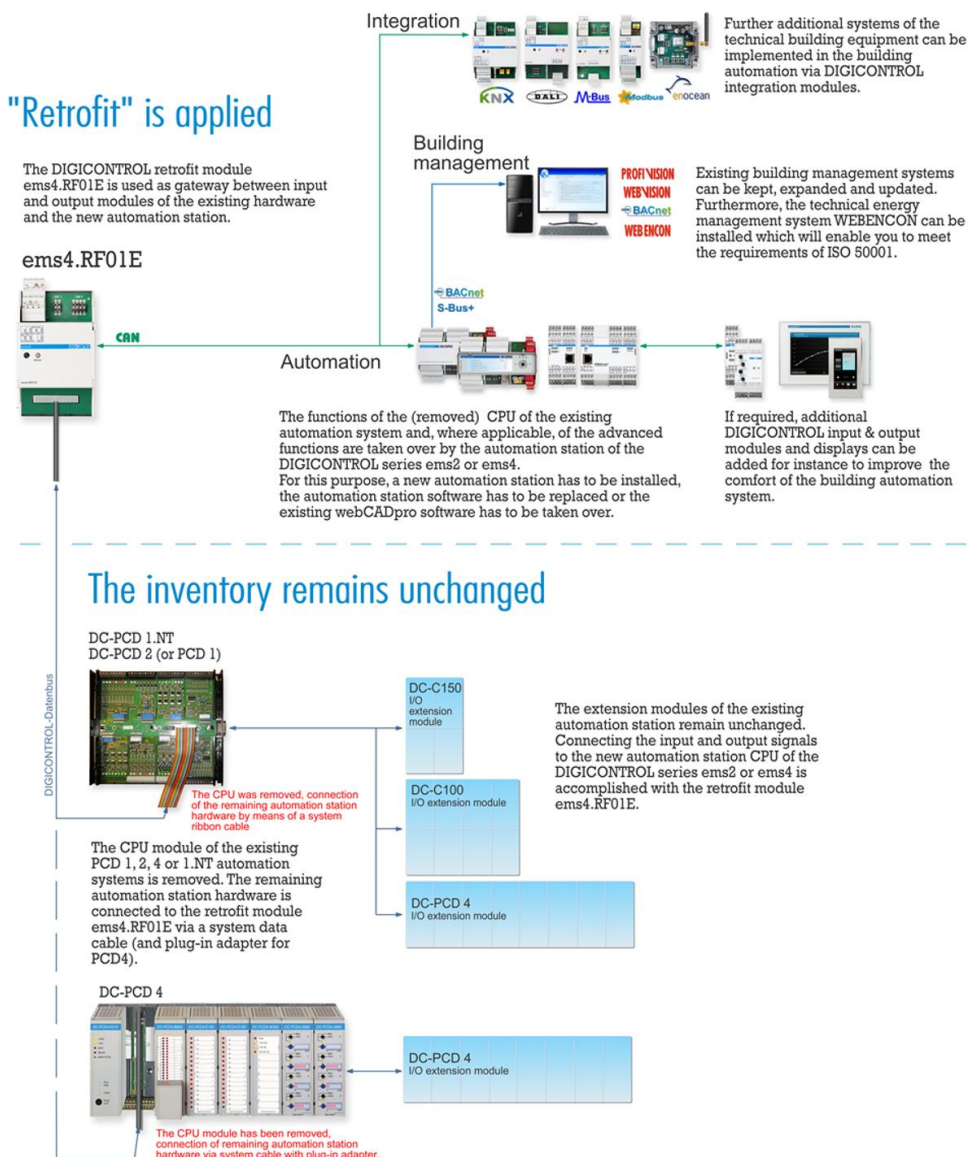 Integration
KNX
DALI
M-Bus
Modbus
enocean
Further additional systems of the
technical building equipment can be
implemented in the building
automation via DIGICONTROL
integration modules.
"Retrofit" is applied
The DIGICONTROL retrofit module
ems4.RF01E is used as gateway between input
and output modules of the existing hardware
and the new automation station.
Building
management
PROFIVISION
WEBVISION
BACnet
WEBENCON
Existing building management systems
can be kept, expanded and updated.
Furthermore, the technical energy
management system WEBENCON can be
installed which will enable you to meet
the requirements of ISO 50001.
ems4.RF01E
BACnet
S-Bus+
CAN
Automation
The functions of the (removed) CPU of the existing
automation system and, where applicable, of the advanced
functions are taken over by the automation station of the
DIGICONTROL series ems2 or ems4.
For this purpose, a new automation station has to be installed,
the automation station software has to be replaced or the
existing webCADpro software has to be taken over.
If required, additional
DIGICONTROL input & output
modules and displays can be
added for instance to improve the
comfort of the building automation
system.
The inventory remains unchanged
DC-PCD 1.NT
DC-PCD 2 (or PCD 1)
DIGICONTROL-Datenbus
The CPU was removed, connection
of the remaining automation station
hardware by means of a system
ribbon cable
DC-C150
I/O
extension
module
DC-C100
I/O extension module
DC-PCD 4
I/O extension module
The extension modules of the existing
automation station remain unchanged.
Connecting the input and output signals
to the new automation station CPU of the
DIGICONTROL series ems2 or ems4 is
accomplished with the retrofit module
ems4.RF01E.
The CPU module of the existing
PCD 1, 2, 4 or 1.NT automation
systems is removed. The remaining
automation station hardware is
connected to the retrofit module
ems4.RF01E via a system data
cable (and plug-in adapter for
PCD4).
DC-PCD 4
DC-PCD 4
I/O extension module
The CPU module has been removed,
connection of remaining automation station
hardware via system cable with plug-in adapter